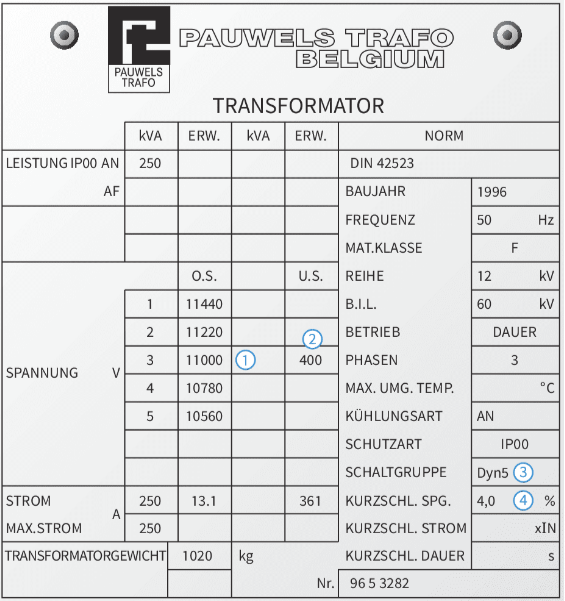 PAUWELS TRAFO
BELGIUM
PAUWELS
TRAFO
TRANSFORMATOR
kVA ERW. kVA ERW. NORM
LEISTUNG IP00 AN 250 DIN 42523
AF BAUJAHR 1996
FREQUENZ 50 Hz
MAT.KLASSE F
O.S. U.S. REIHE 12 kV
1 11440 B.I.L. 60 kV
2 11220 2 BETRIEB DAUER
SPANNUNG V 3 11000 1 400 PHASEN 3
4 10780 MAX. UMG. TEMP. °C
5 10560 KÜHLUNGSART AN
SCHUTZART IP00
SCHALTGRUPPE Dyn5 3
STROM A 250 13.1 361 KURZSCHL. SPG. 4,0 4 %
MAX.STROM 250 KURZSCHL. STROM xIN
TRANSFORMATORGEWICHT 1020 kg KURZSCHL. DAUER s
Nr. 96 5 3282